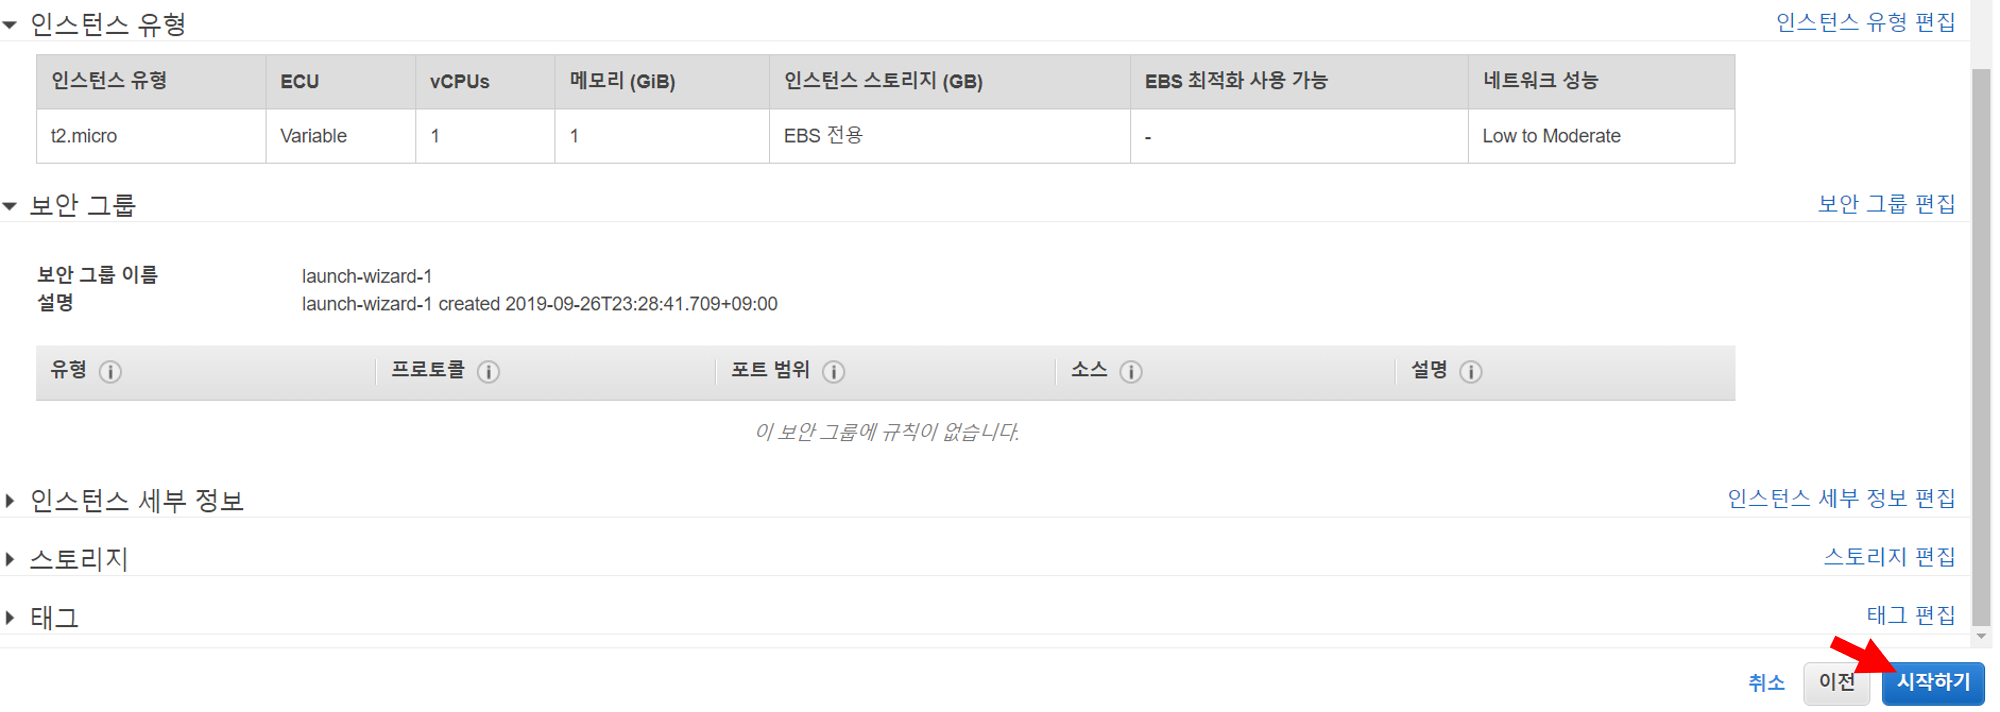 인스턴스 유형 인스턴스 유형 편집
인스턴스 유형 ECU vCPUs 메모리 (GiB) 인스턴스 스토리지 (GB) EBS 최적화 사용 가능 네트워크 성능
t2.micro Variable 1 1 EBS 전용 - Low to Moderate
보안 그룹 보안 그룹 편집
보안 그룹 이름 launch-wizard-1
설명 launch-wizard-1 created 2019-09-26T23:28:41.709+09:00
유형 프로토콜 포트 범위 소스 설명
이 보안 그룹에 규칙이 없습니다.
인스턴스 세부 정보 인스턴스 세부 정보 편집
스토리지 스토리지 편집
태그 태그 편집
취소 이전 시작하기